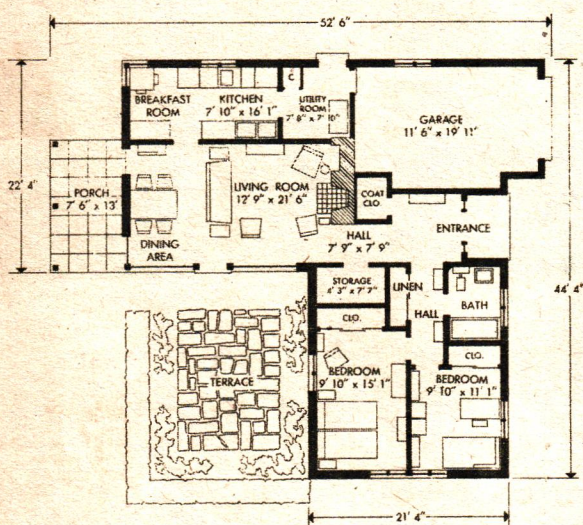 52' 6"
BREAKFAST
ROOM
KITCHEN
7' 10" x 16' 1"
C
UTILITY
ROOM
7' 8" x 7' 10"
GARAGE
11' 6" x 19' 11"
22' 4"
PORCH
7' 6" x 13'
LIVING ROOM
12' 9" x 21' 6"
COAT
CLO.
DINING
AREA
HALL
7' 9" x 7' 9"
ENTRANCE
44' 4"
STORAGE
4' 3" x 7' 7"
LINEN
HALL
BATH
CLO.
CLO.
TERRACE
BEDROOM
9' 10" x 15' 1"
BEDROOM
9' 10" x 11' 1"
21' 4"